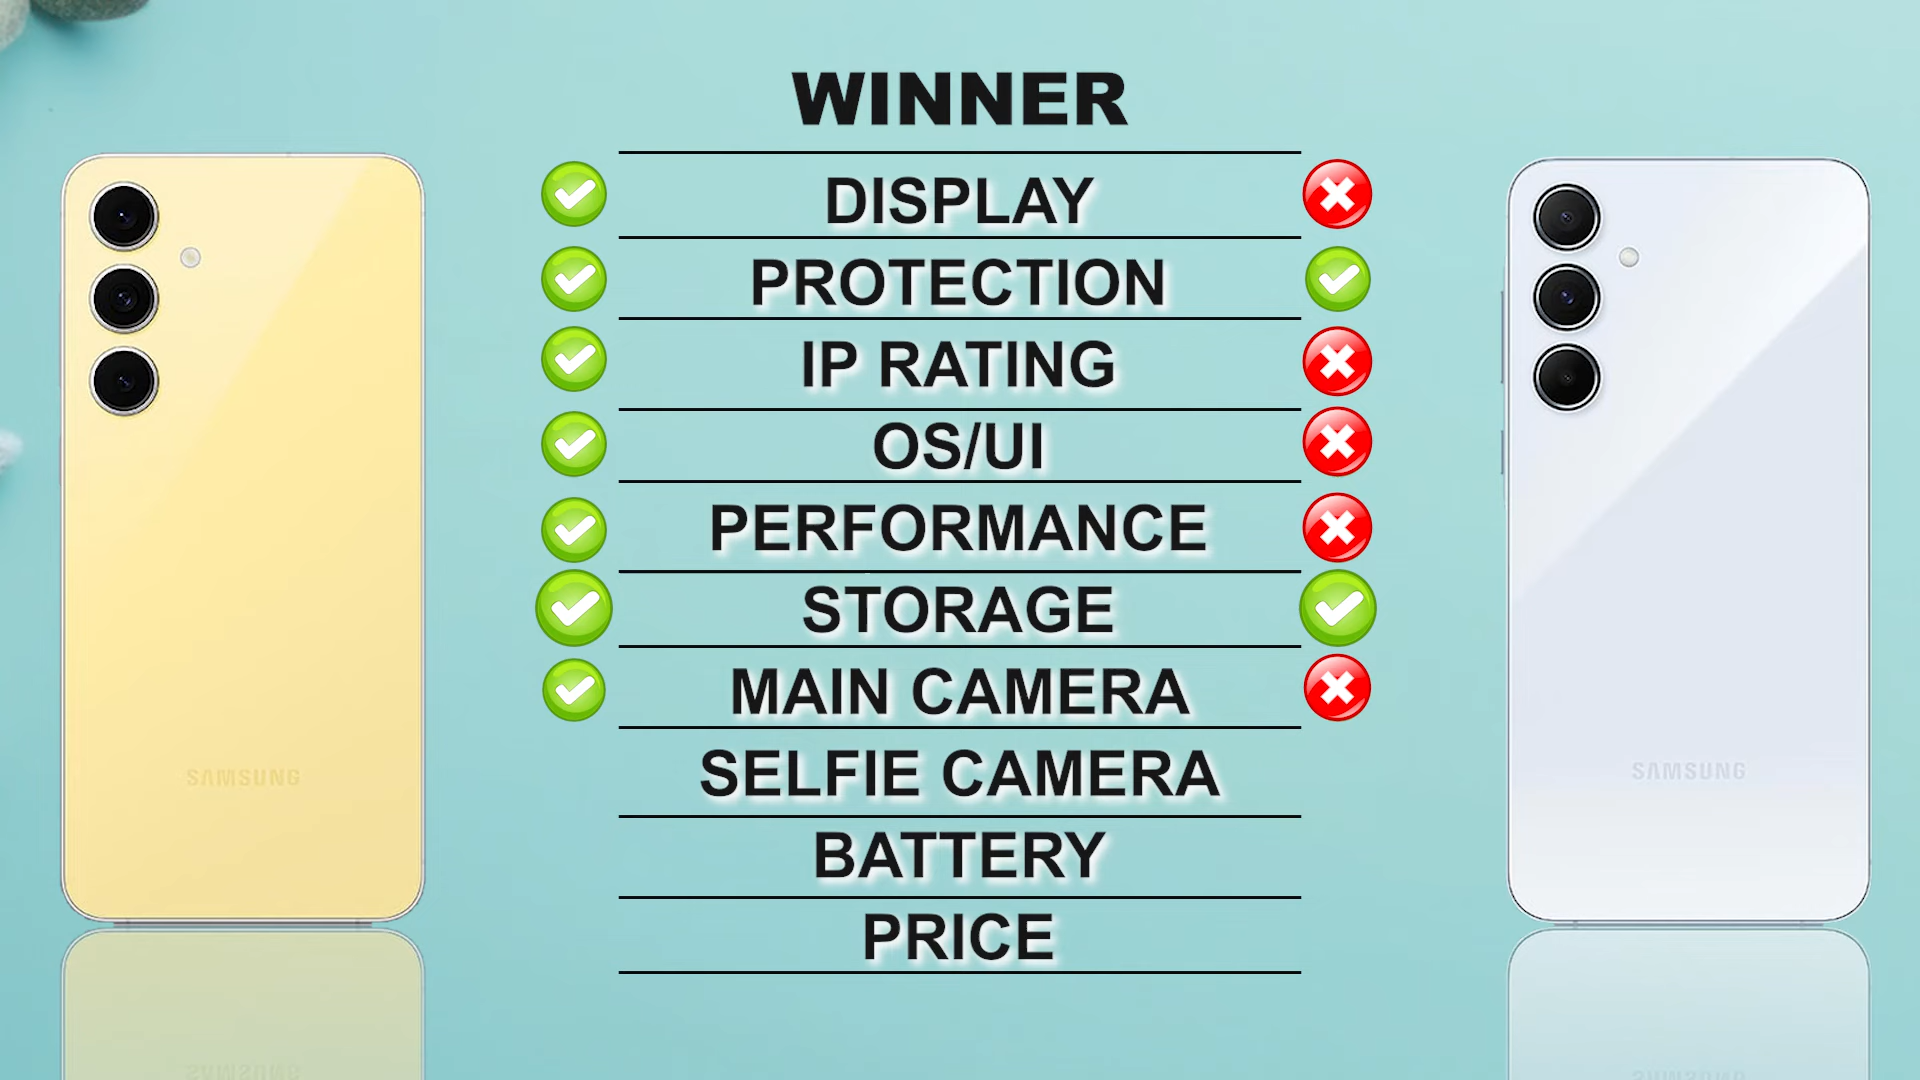 WINNER
DISPLAY
PROTECTION
IP RATING
OS/UI
PERFORMANCE
STORAGE
MAIN CAMERA
SELFIE CAMERA
BATTERY
PRICE
SAMSUNG
SAMSUNG